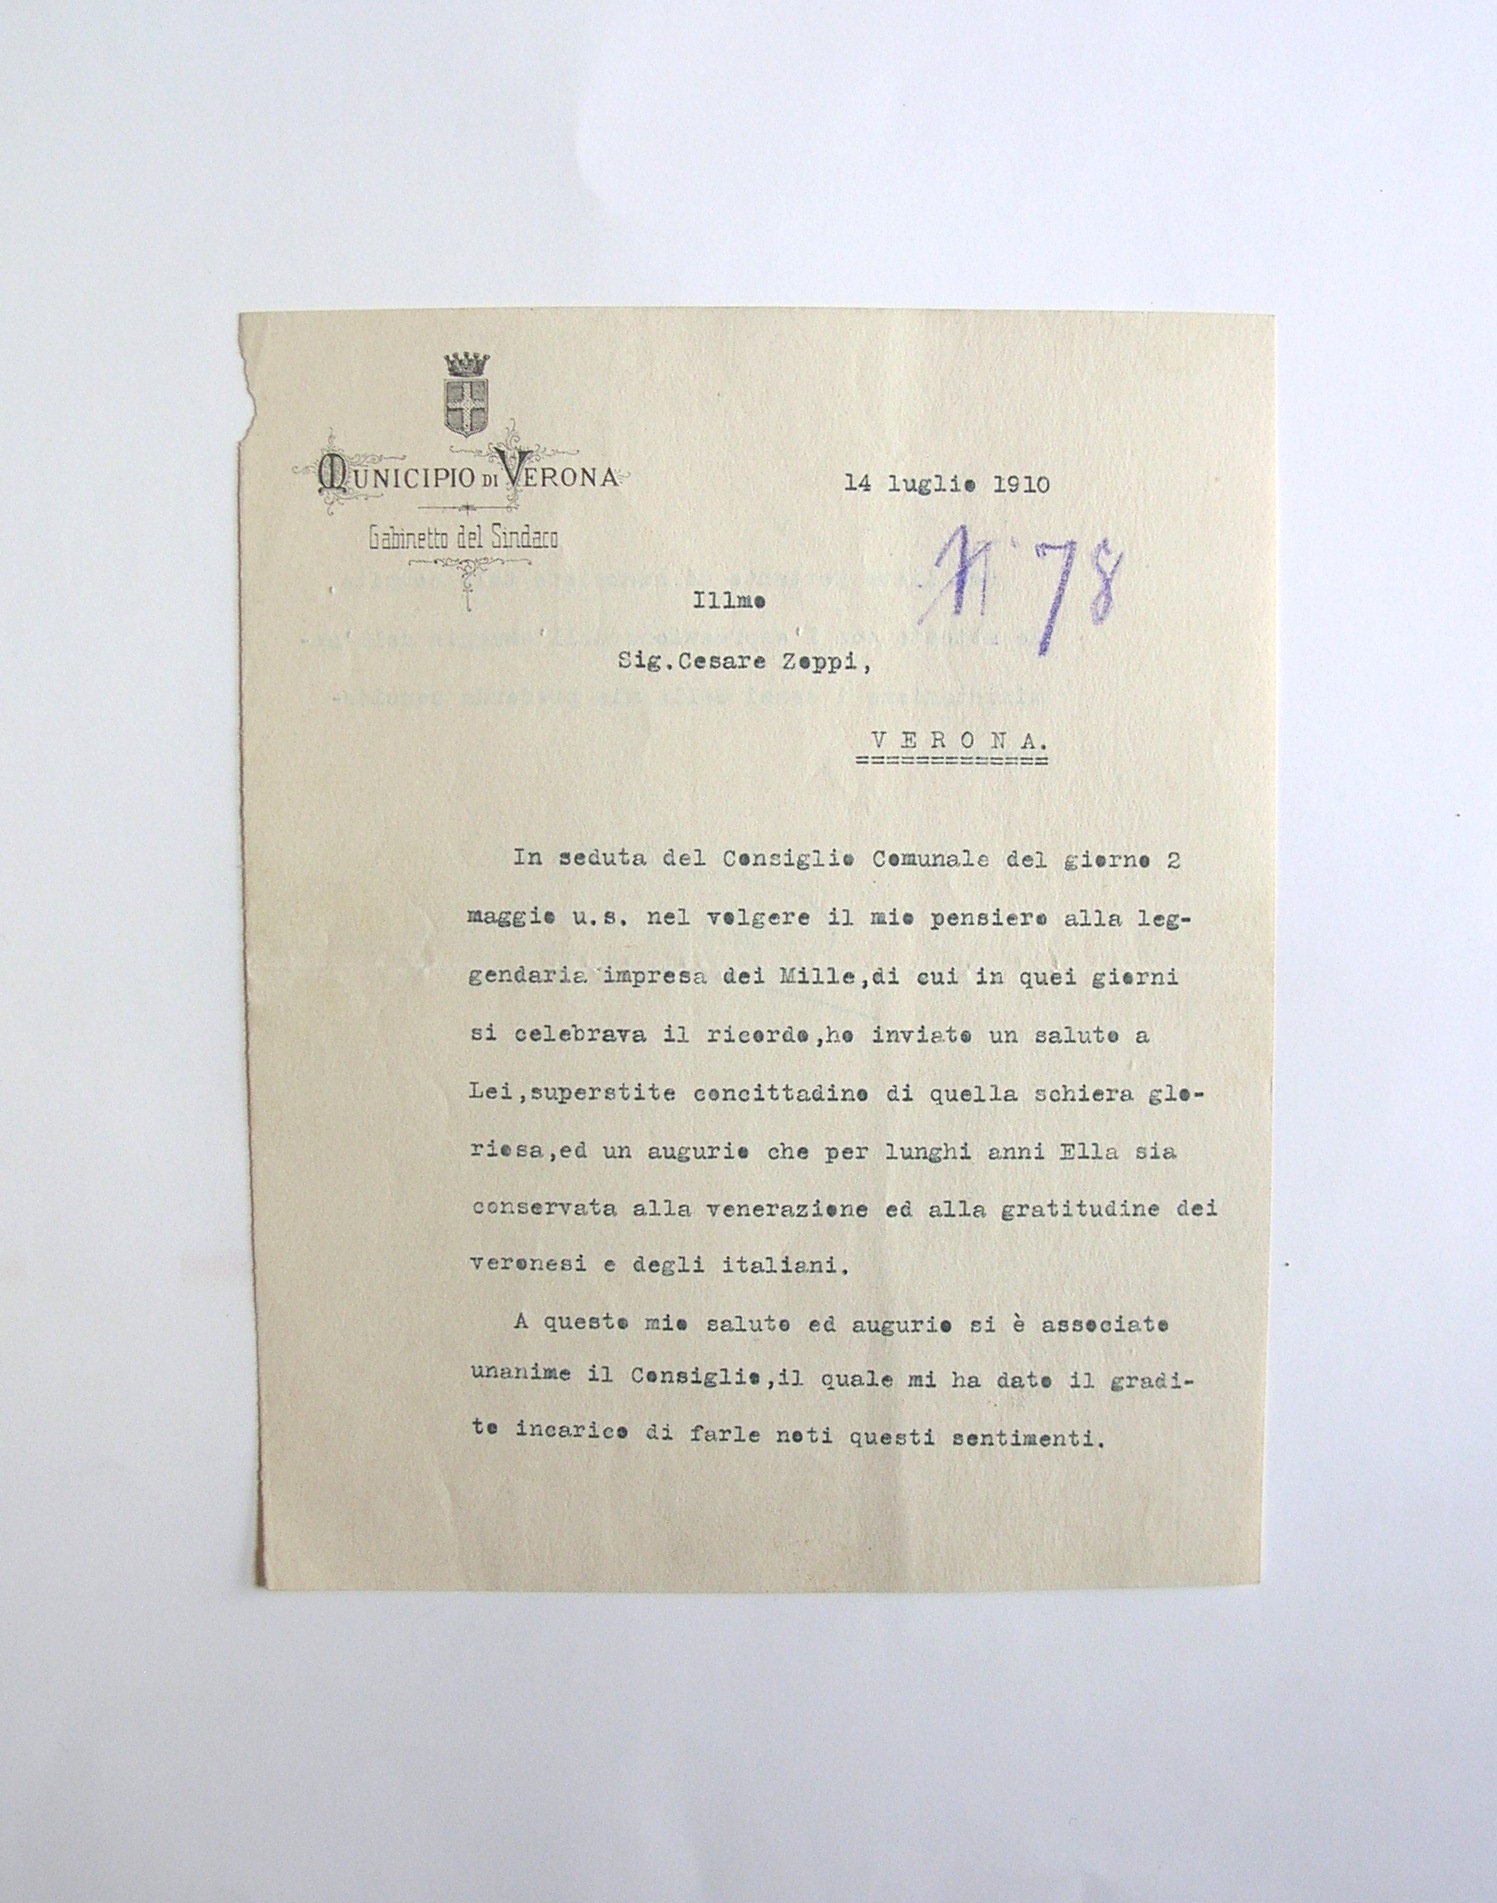 MUNICIPIO DI VERONA
Gabinetto del Sindaco
14 luglio 1910
N° 78
Illmo
Sig.Cesare Zoppi,
V E R O N A.
=============
In seduta del Consiglio Comunale del giorno 2
maggio u.s. nel volgere il mio pensiero alla leg-
gendaria impresa dei Mille,di cui in quei giorni
si celebrava il ricordo,ho inviato un saluto a
Lei,superstite concittadino di quella schiera glo-
riosa,ed un augurio che per lunghi anni Ella sia
conservata alla venerazione ed alla gratitudine dei
veronesi e degli italiani.
A questo mio saluto ed augurio si è associato
unanime il Consiglio,il quale mi ha dato il gradi-
to incarico di farle noti questi sentimenti.